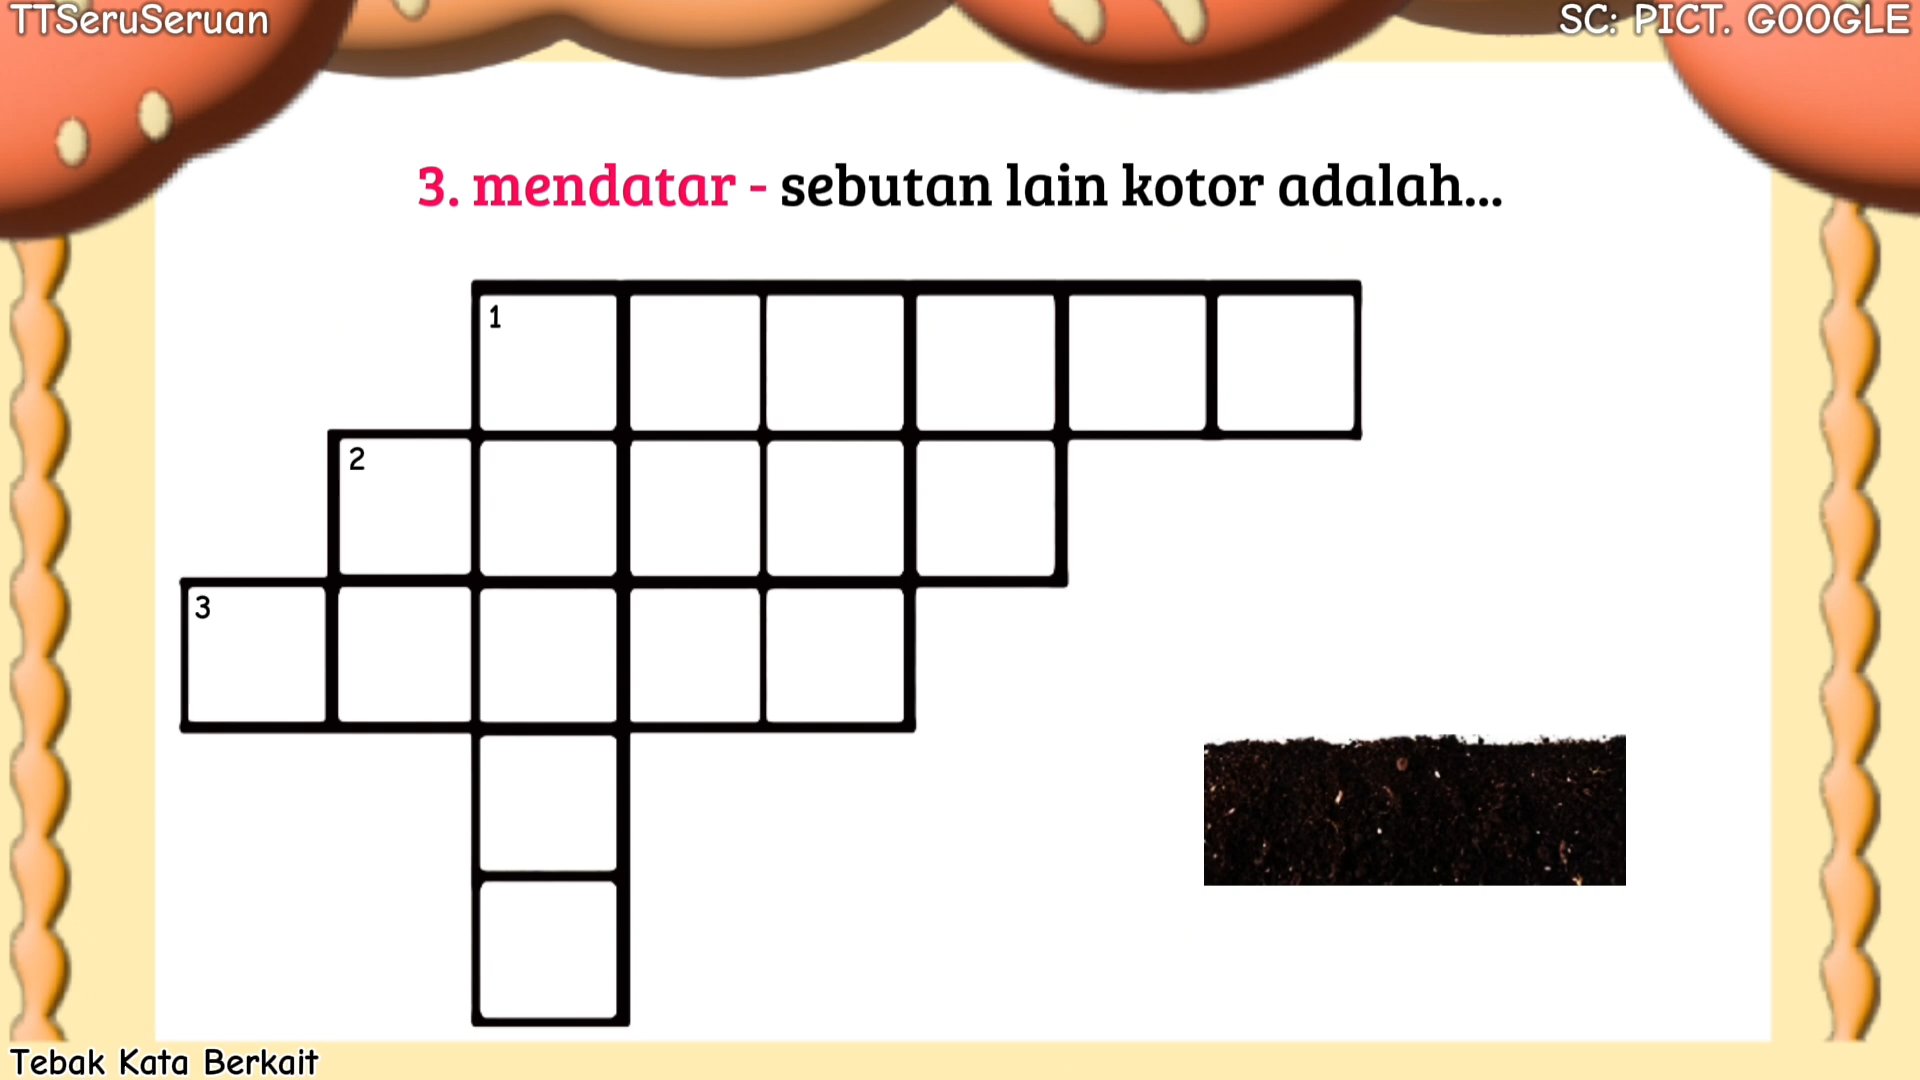 TTSeruSeruan
SC: PICT. GOOGLE
3. mendatar - sebutan lain kotor adalah...
1
2
3
Tebak Kata Berkait